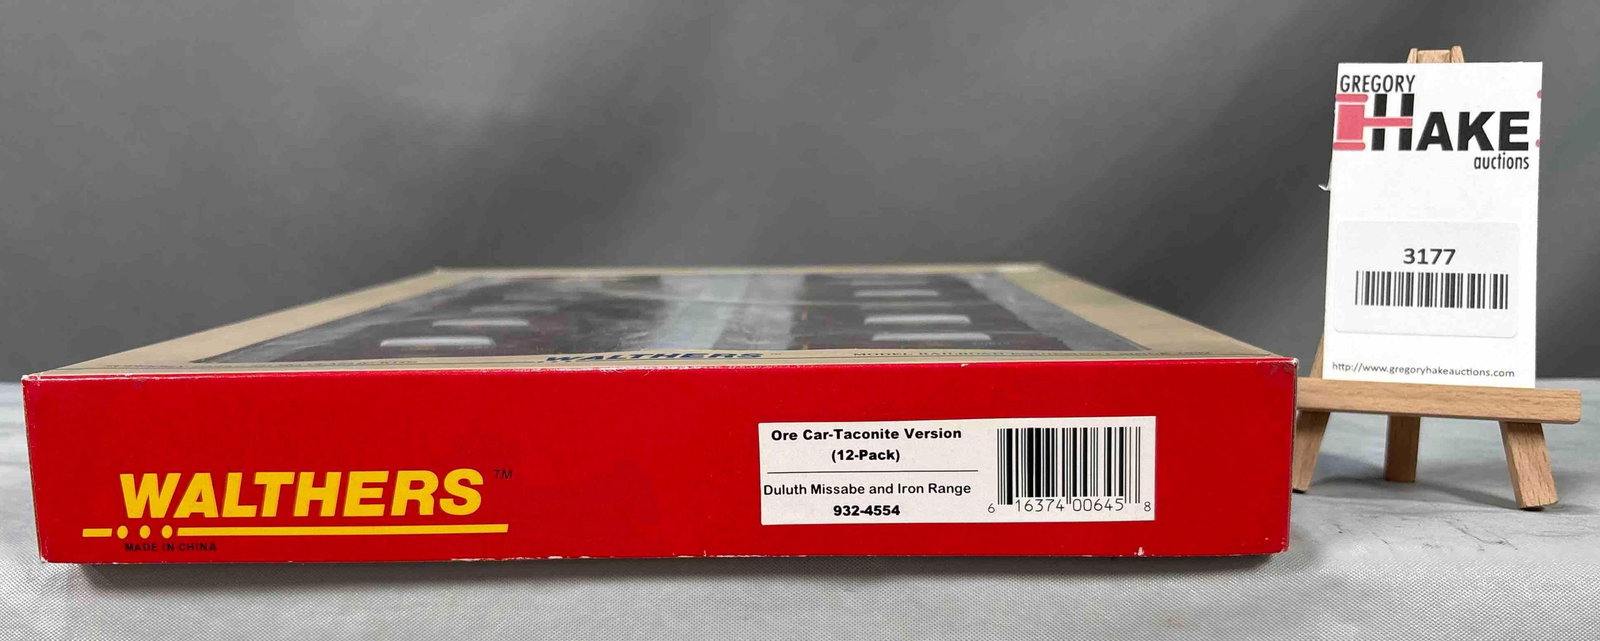 GREGORY
HAKE
auctions
3177
http://www.gregoryhakeauctions.com
WALTHERS™
WALTHERS™
MADE IN CHINA
Ore Car-Taconite Version
(12-Pack)
Duluth Missabe and Iron Range
932-4554
6 16374 00645 8